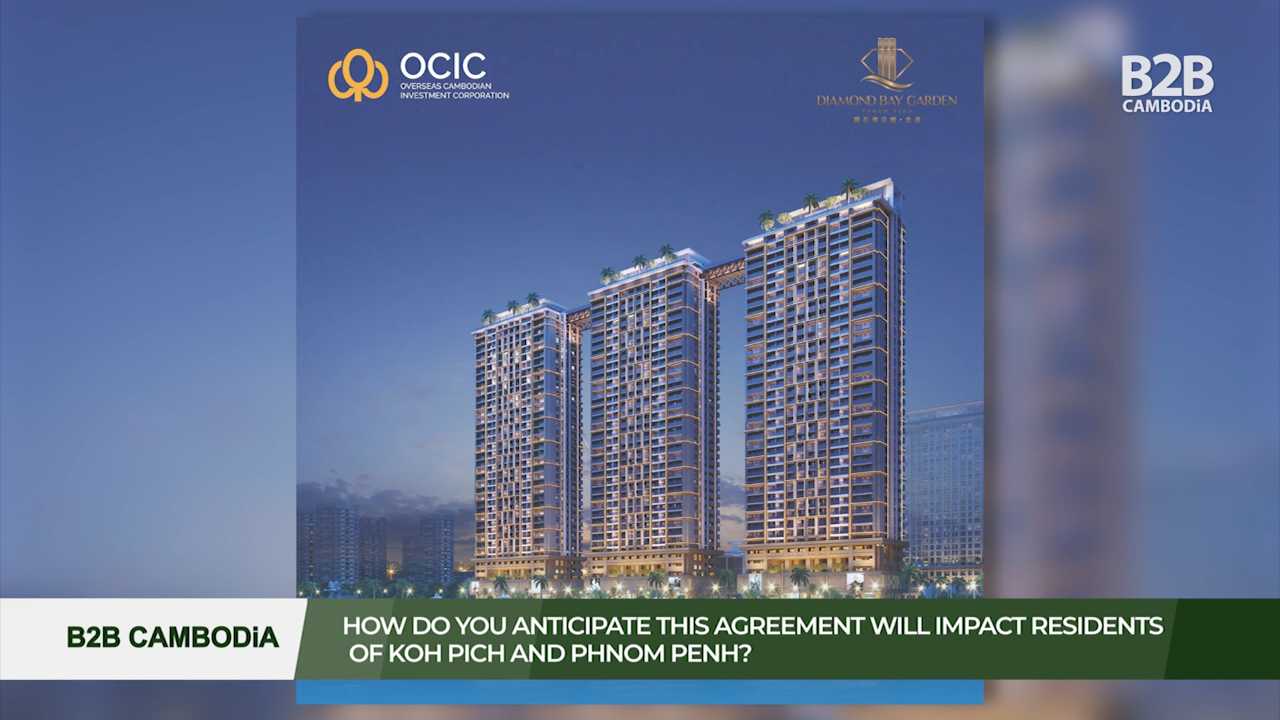 OCIC
OVERSEAS CAMBODIAN
INVESTMENT CORPORATION
DIAMOND BAY GARDEN
B2B
CAMBODiA
B2B CAMBODiA
HOW DO YOU ANTICIPATE THIS AGREEMENT WILL IMPACT RESIDENTS
OF KOH PICH AND PHNOM PENH?